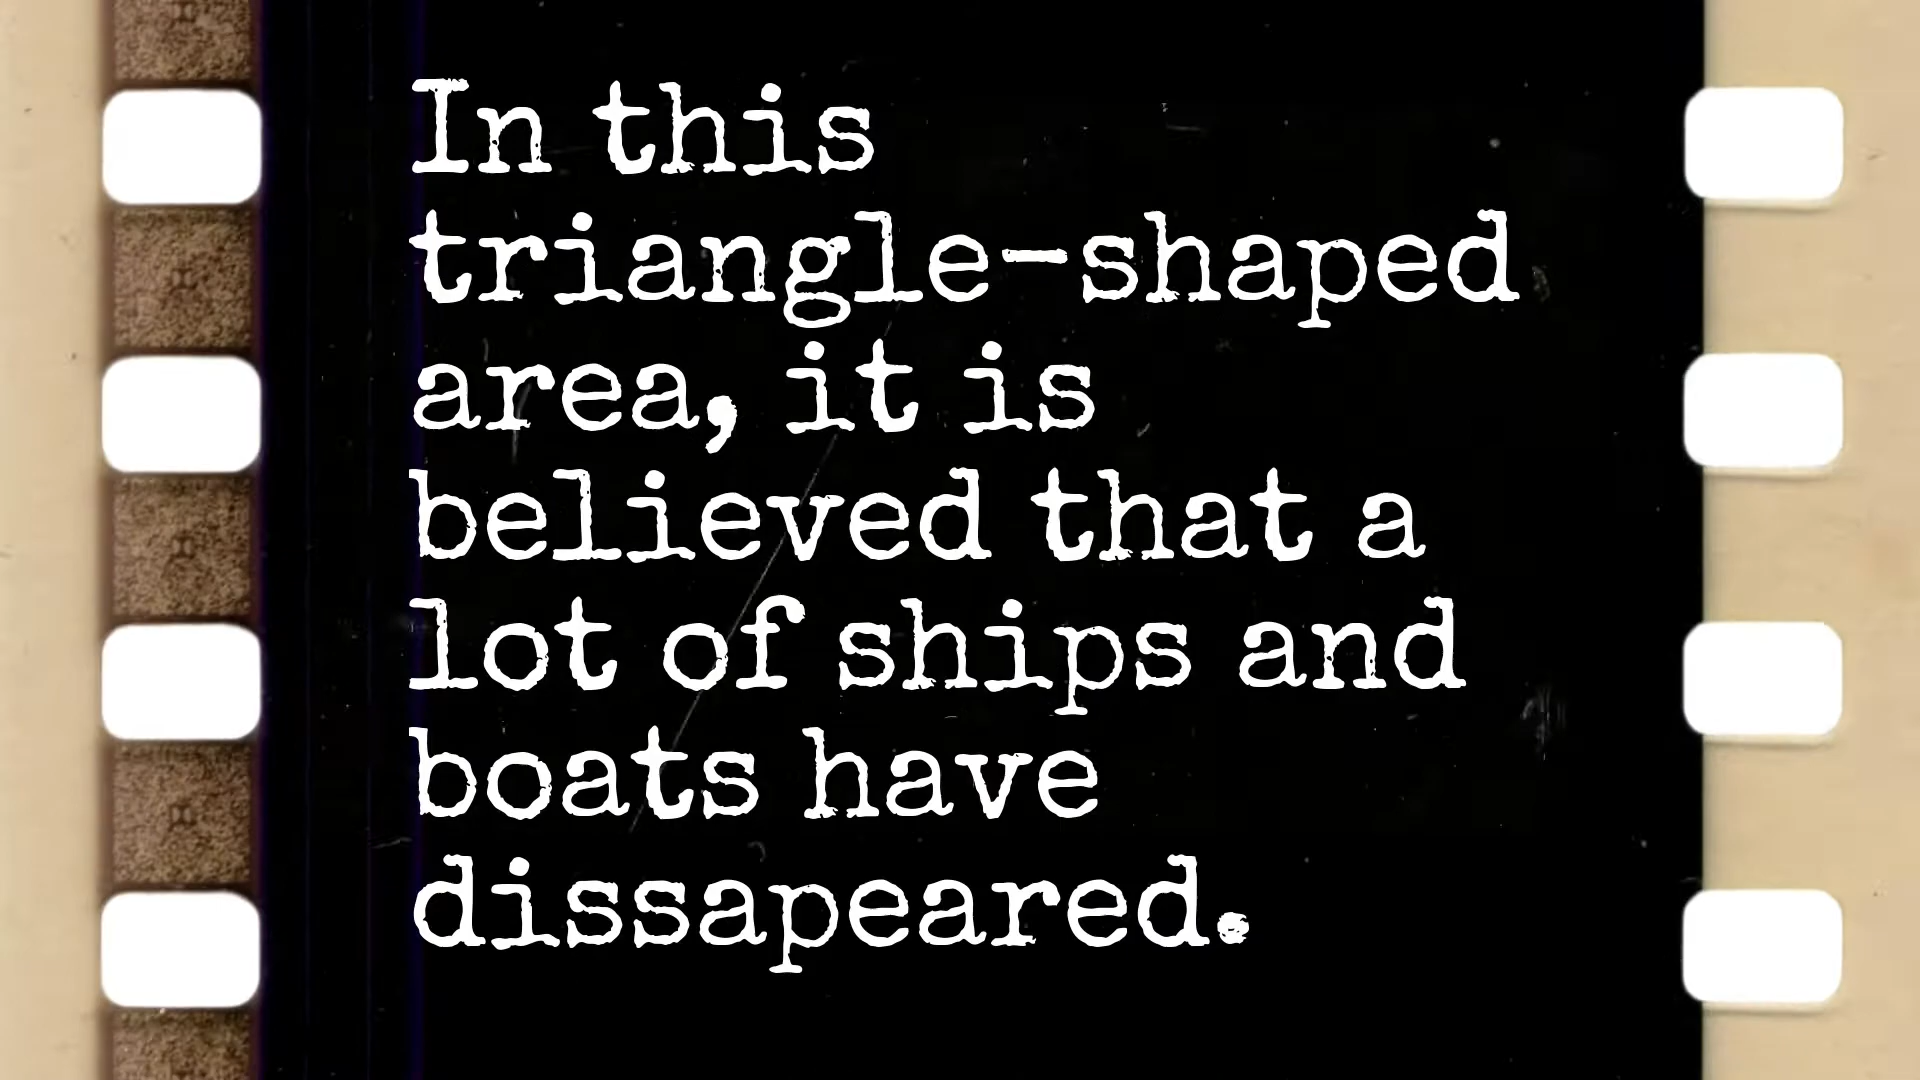 In this
triangle-shaped
area, it is
believed that a
lot of ships and
boats have
dissapeared.